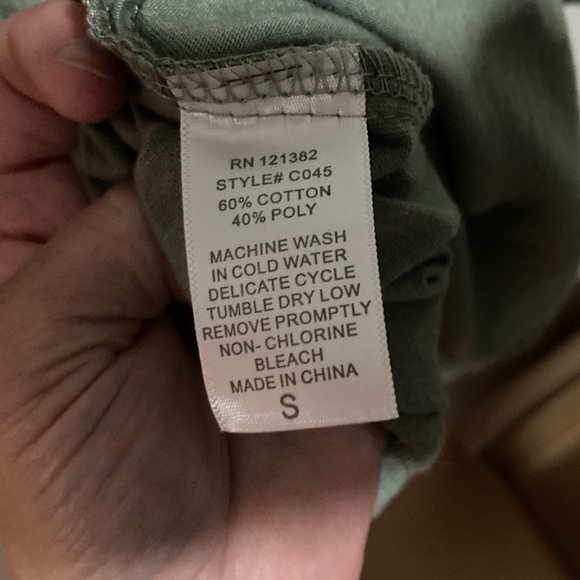 RN 121382
STYLE# C045
60% COTTON
40% POLY
MACHINE WASH
IN COLD WATER
DELICATE CYCLE
TUMBLE DRY LOW
REMOVE PROMPTLY
NON- CHLORINE
BLEACH
MADE IN CHINA
S